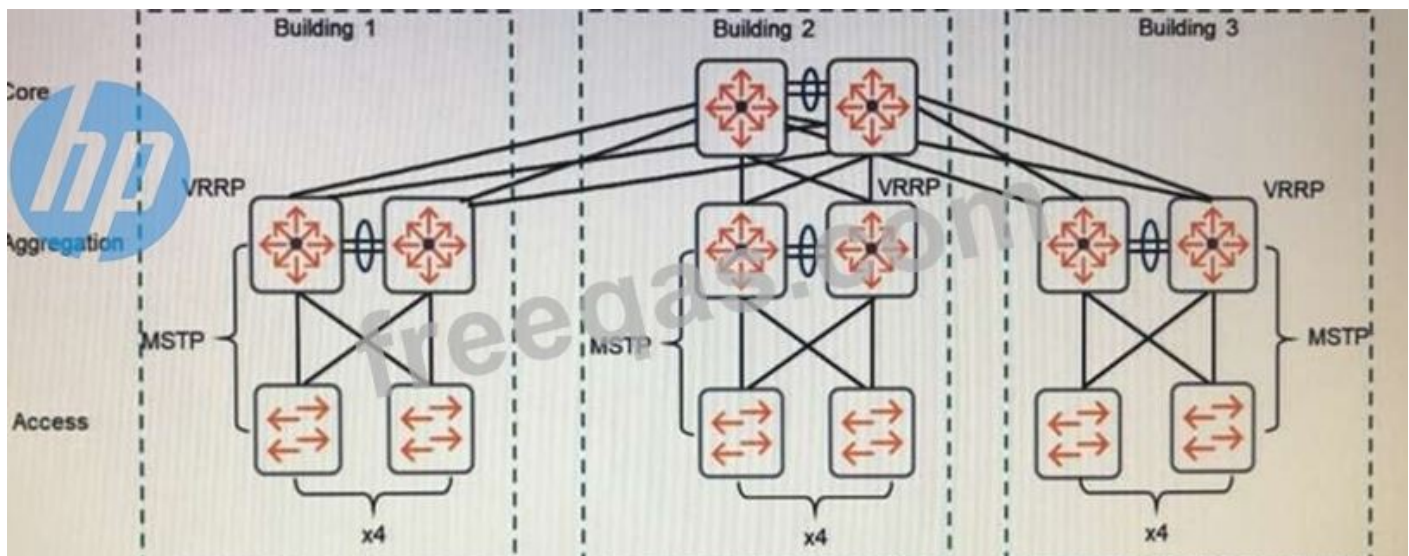 Building 1
Building 2
Building 3
Core
hp
VRRP
VRRP
VRRP
Aggregation
MSTP
MSTP
MSTP
freeqas.com
Access
x4
x4
x4